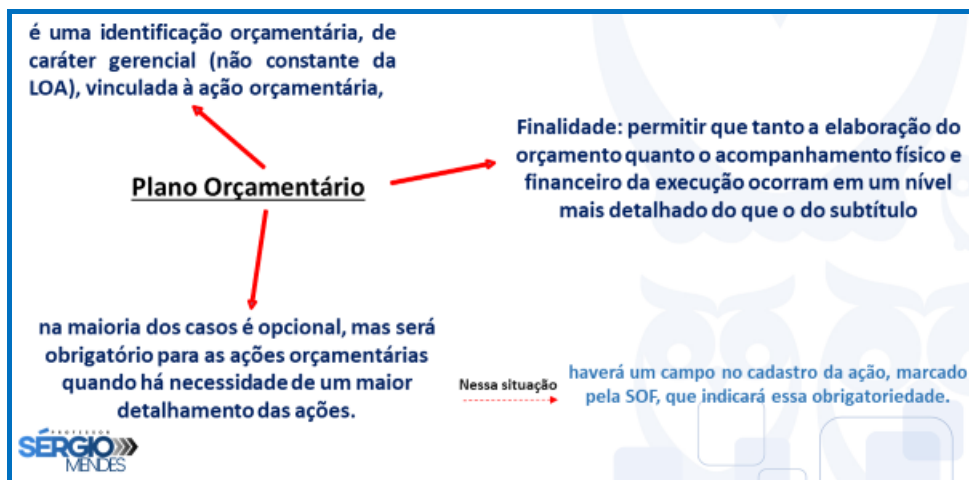 é uma identificação orçamentária, de
caráter gerencial (não constante da
LOA), vinculada à ação orçamentária,
Finalidade: permitir que tanto a elaboração do
orçamento quanto o acompanhamento físico e
financeiro da execução ocorram em um nível
mais detalhado do que o do subtítulo
Plano Orçamentário
na maioria dos casos é opcional, mas será
obrigatório para as ações orçamentárias
quando há necessidade de um maior
detalhamento das ações.
Nessa situação
haverá um campo no cadastro da ação, marcado
pela SOF, que indicará essa obrigatoriedade.
PROFESSOR
SÉRGIO
MENDES